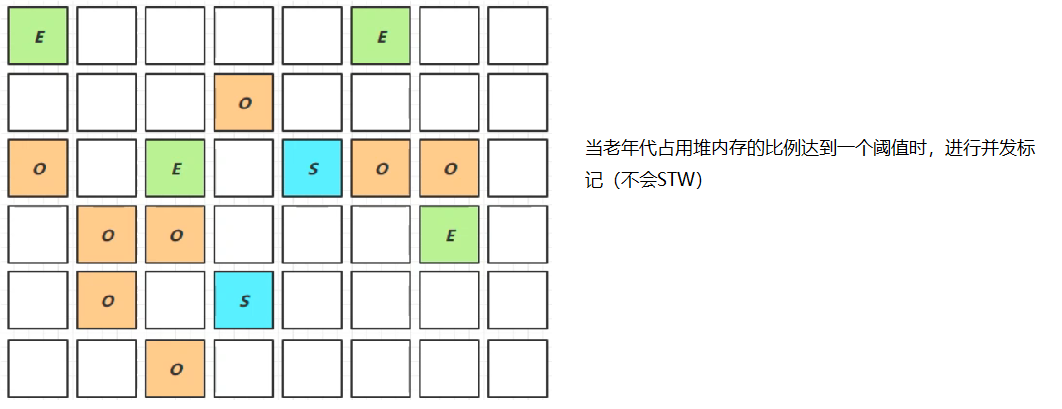 E E
O
O E S O O
O O E
O S
O
当老年代占用堆内存的比例达到一个阈值时，进行并发标
记（不会STW）